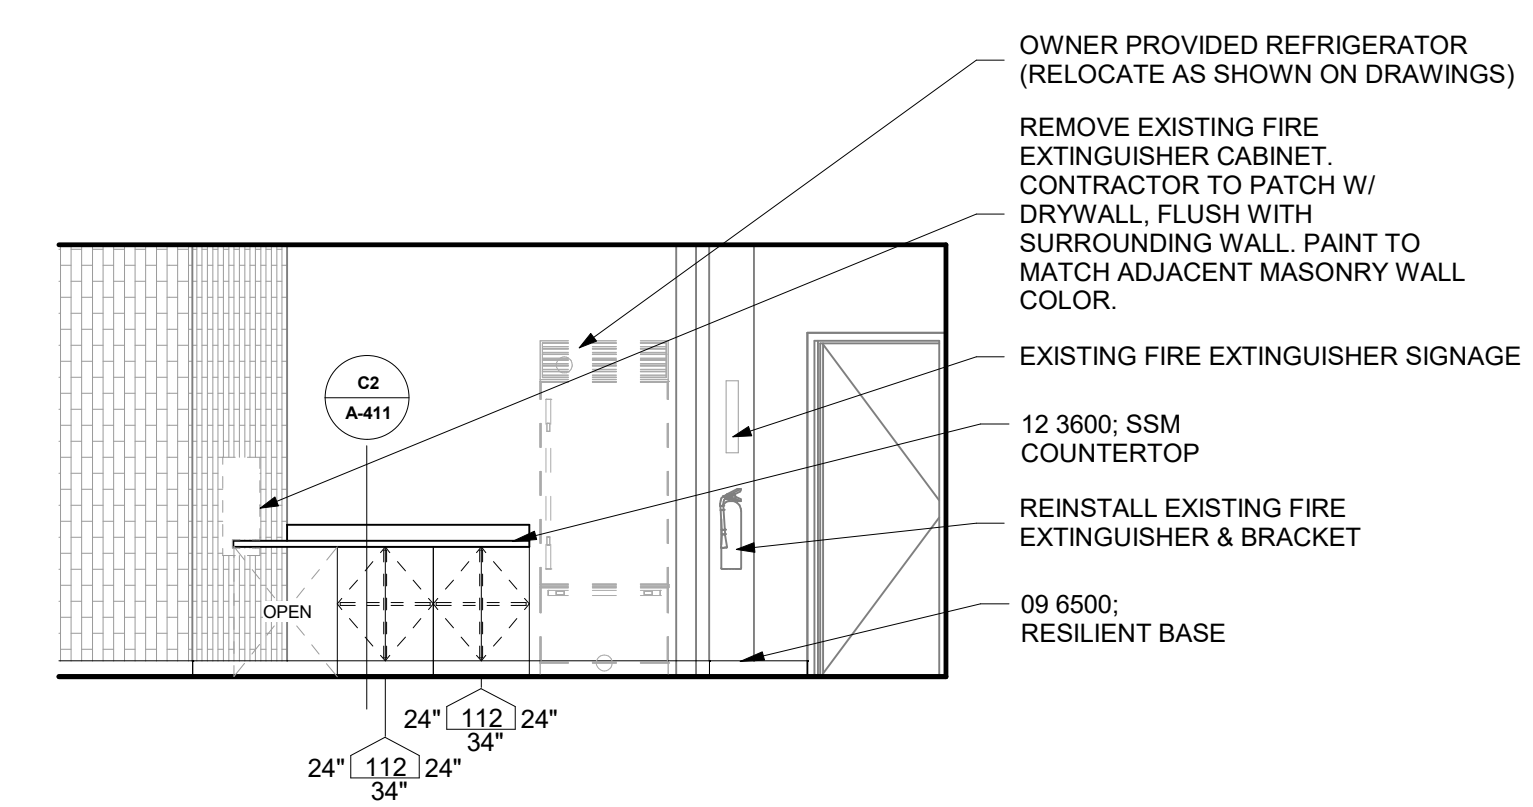 OWNER PROVIDED REFRIGERATOR
(RELOCATE AS SHOWN ON DRAWINGS)
REMOVE EXISTING FIRE
EXTINGUISHER CABINET.
CONTRACTOR TO PATCH W/
DRYWALL, FLUSH WITH
SURROUNDING WALL. PAINT TO
MATCH ADJACENT MASONRY WALL
COLOR.
EXISTING FIRE EXTINGUISHER SIGNAGE
12 3600; SSM
COUNTERTOP
REINSTALL EXISTING FIRE
EXTINGUISHER & BRACKET
09 6500;
RESILIENT BASE
C2
A-411
OPEN
24" 112 24"
34"
24" 112 24"
34"